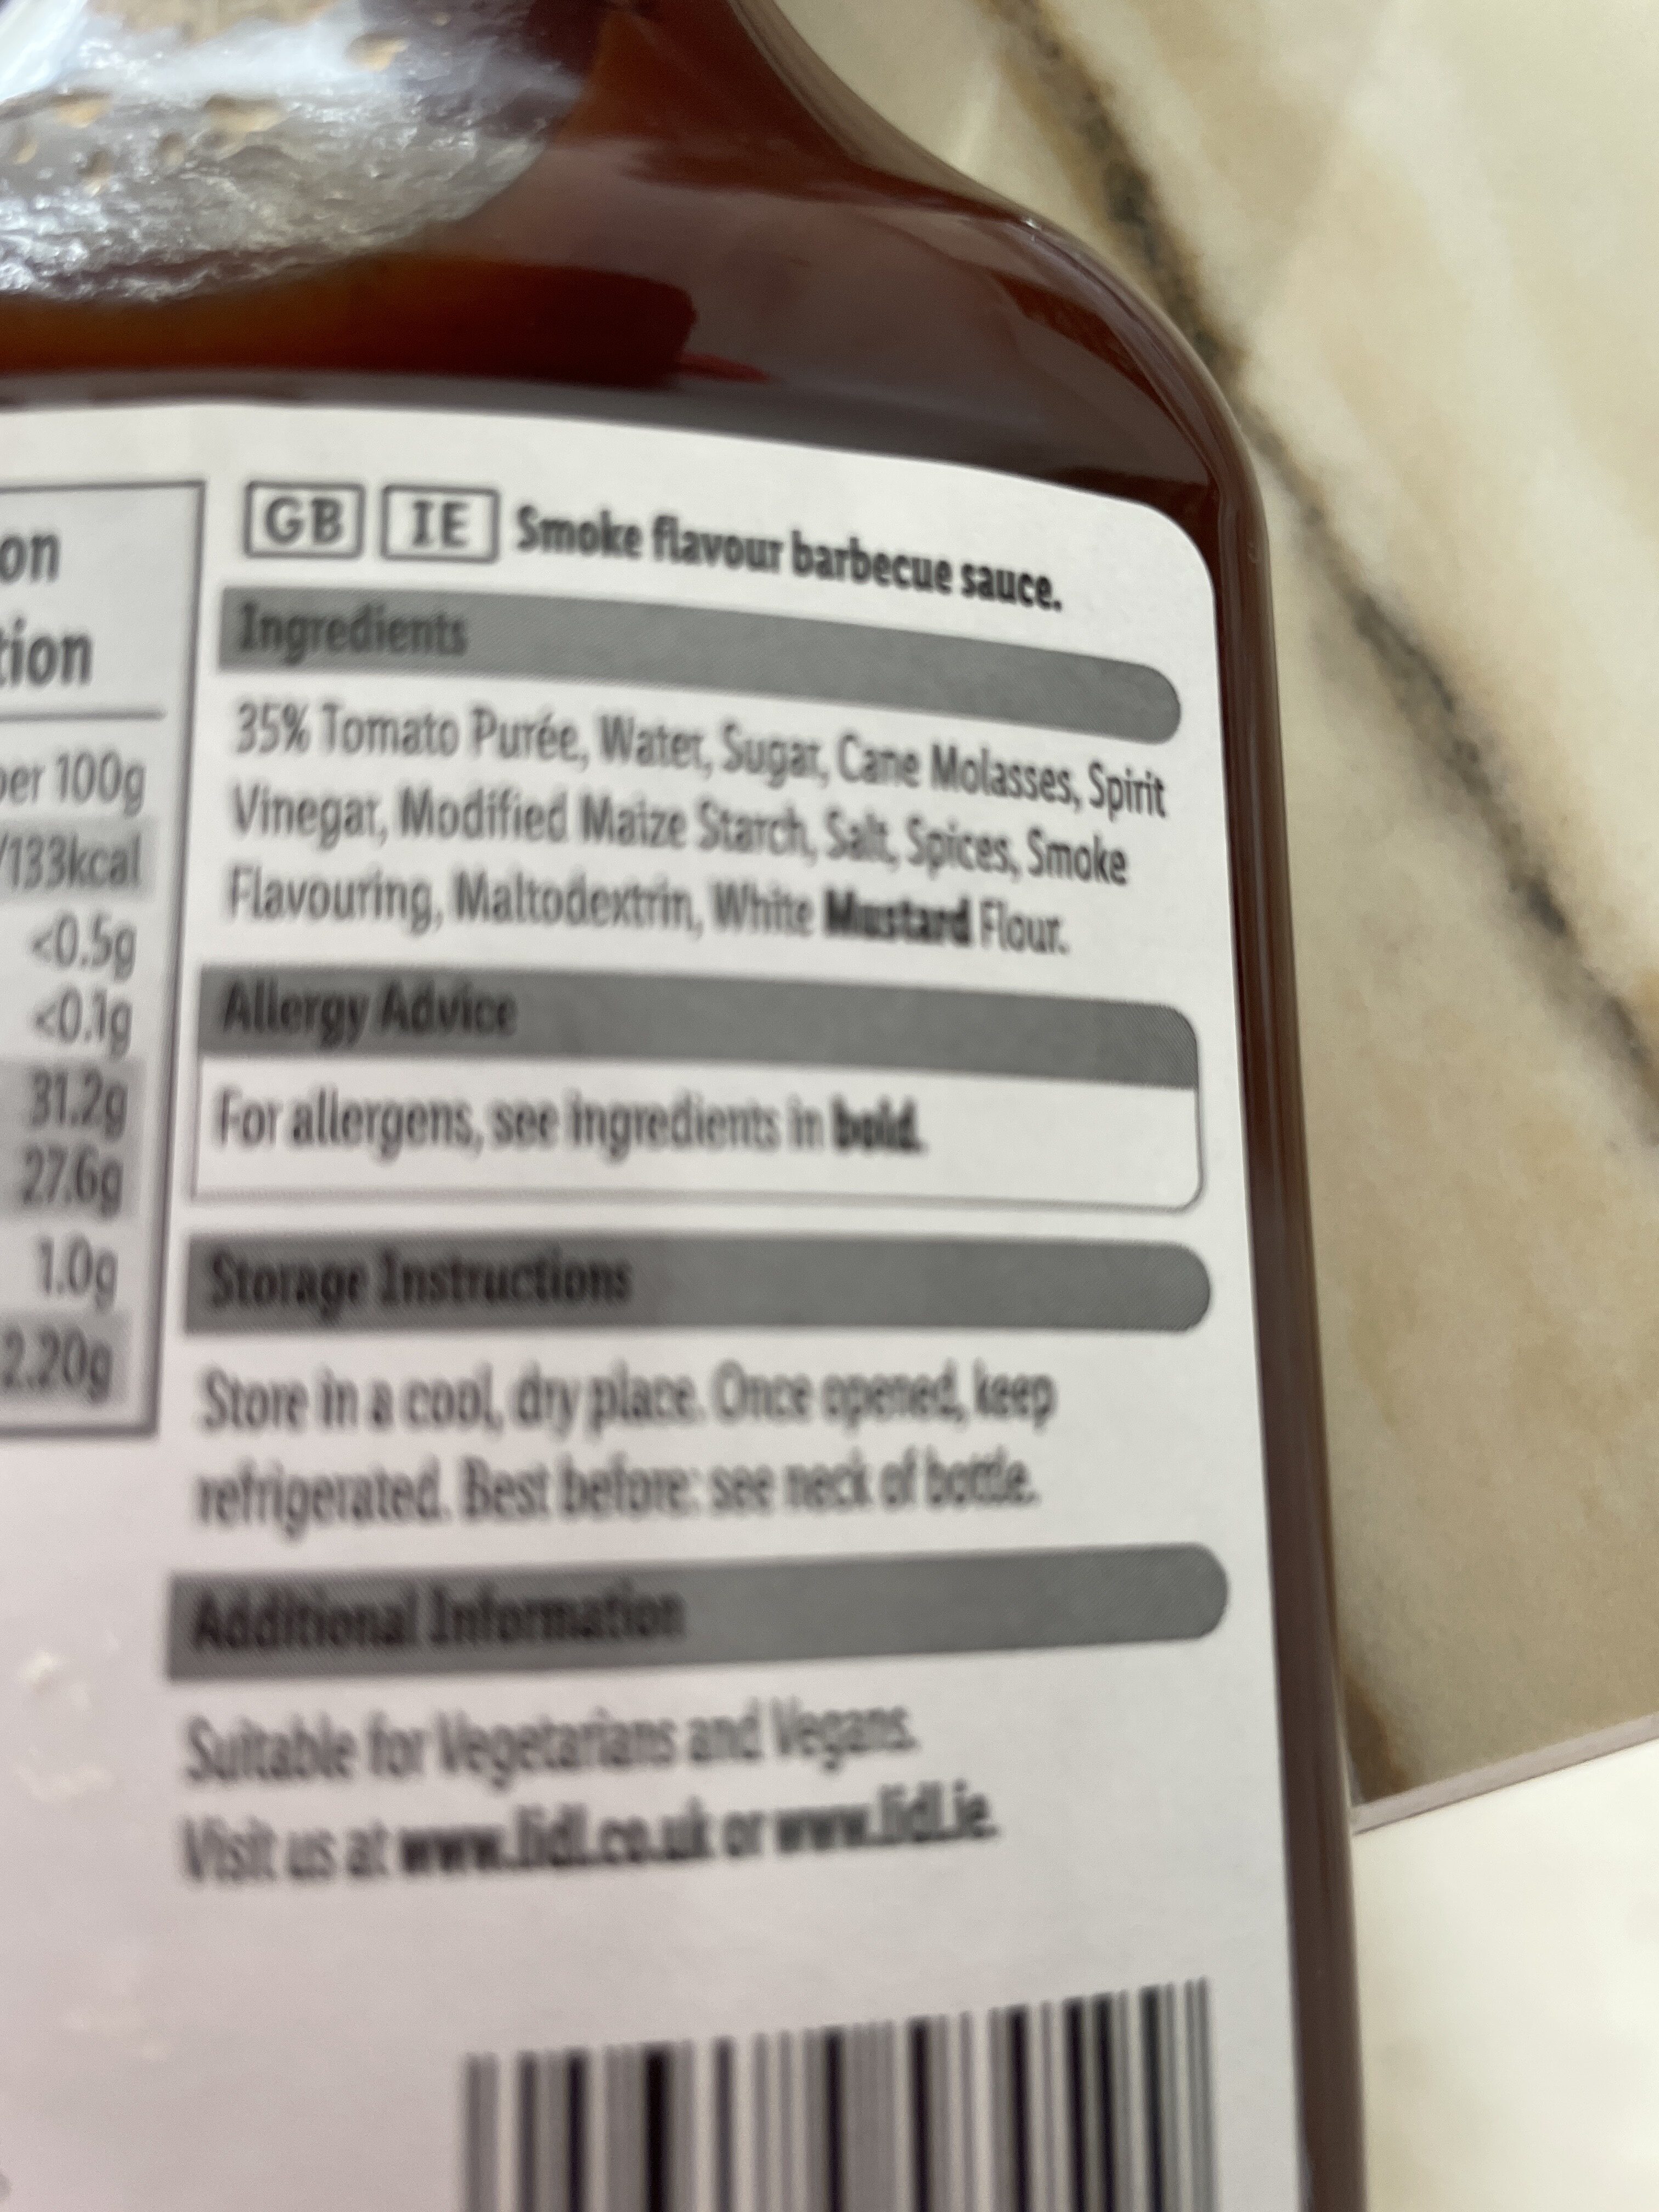 on
tion
per 100g
/133kcal
<0.5g
<0.1g
31.2g
27.6g
1.0g
2.20g
GB IE Smoke flavour barbecue sauce.
Ingredients
35% Tomato Purée, Water, Sugar, Cane Molasses, Spirit
Vinegar, Modified Maize Starch, Salt, Spices, Smoke
Flavouring, Maltodextrin, White Mustard Flour.
Allergy Advice
For allergens, see ingredients in bold.
Storage Instructions
Store in a cool, dry place. Once opened, keep
refrigerated. Best before: see neck of bottle.
Additional Information
Suitable for Vegetarians and Vegans.
Visit us at www.lidl.co.uk or www.lidl.ie.